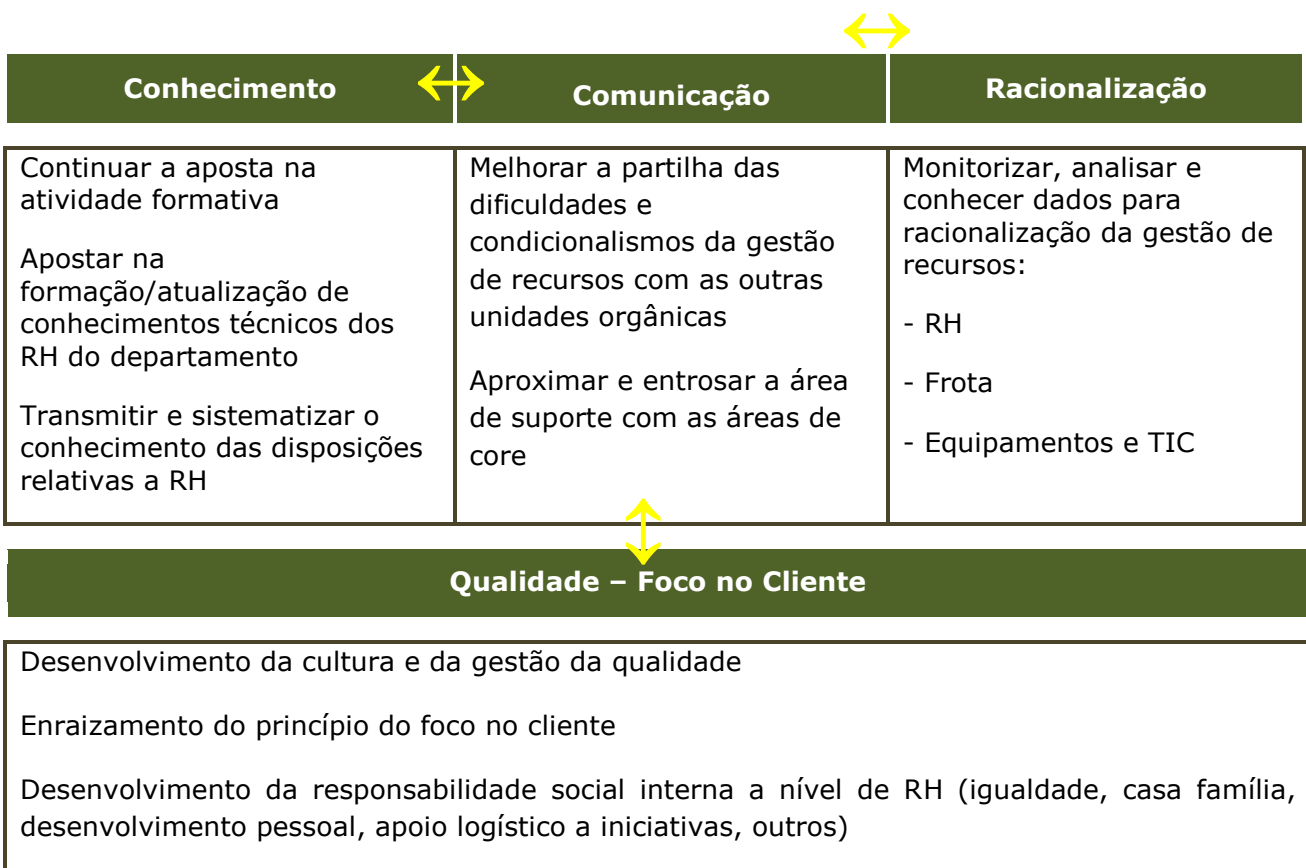 Conhecimento
Comunicação
Racionalização
Continuar a aposta na
atividade formativa
Apostar na
formação/atualização de
conhecimentos técnicos dos
RH do departamento
Transmitir e sistematizar o
conhecimento das disposições
relativas a RH
Melhorar a partilha das
dificuldades e
condicionalismos da gestão
de recursos com as outras
unidades orgânicas
Aproximar e entrosar a área
de suporte com as áreas de
core
Monitorizar, analisar e
conhecer dados para
racionalização da gestão de
recursos:
- RH
- Frota
- Equipamentos e TIC
Qualidade – Foco no Cliente
Desenvolvimento da cultura e da gestão da qualidade
Enraizamento do princípio do foco no cliente
Desenvolvimento da responsabilidade social interna a nível de RH (igualdade, casa família,
desenvolvimento pessoal, apoio logístico a iniciativas, outros)